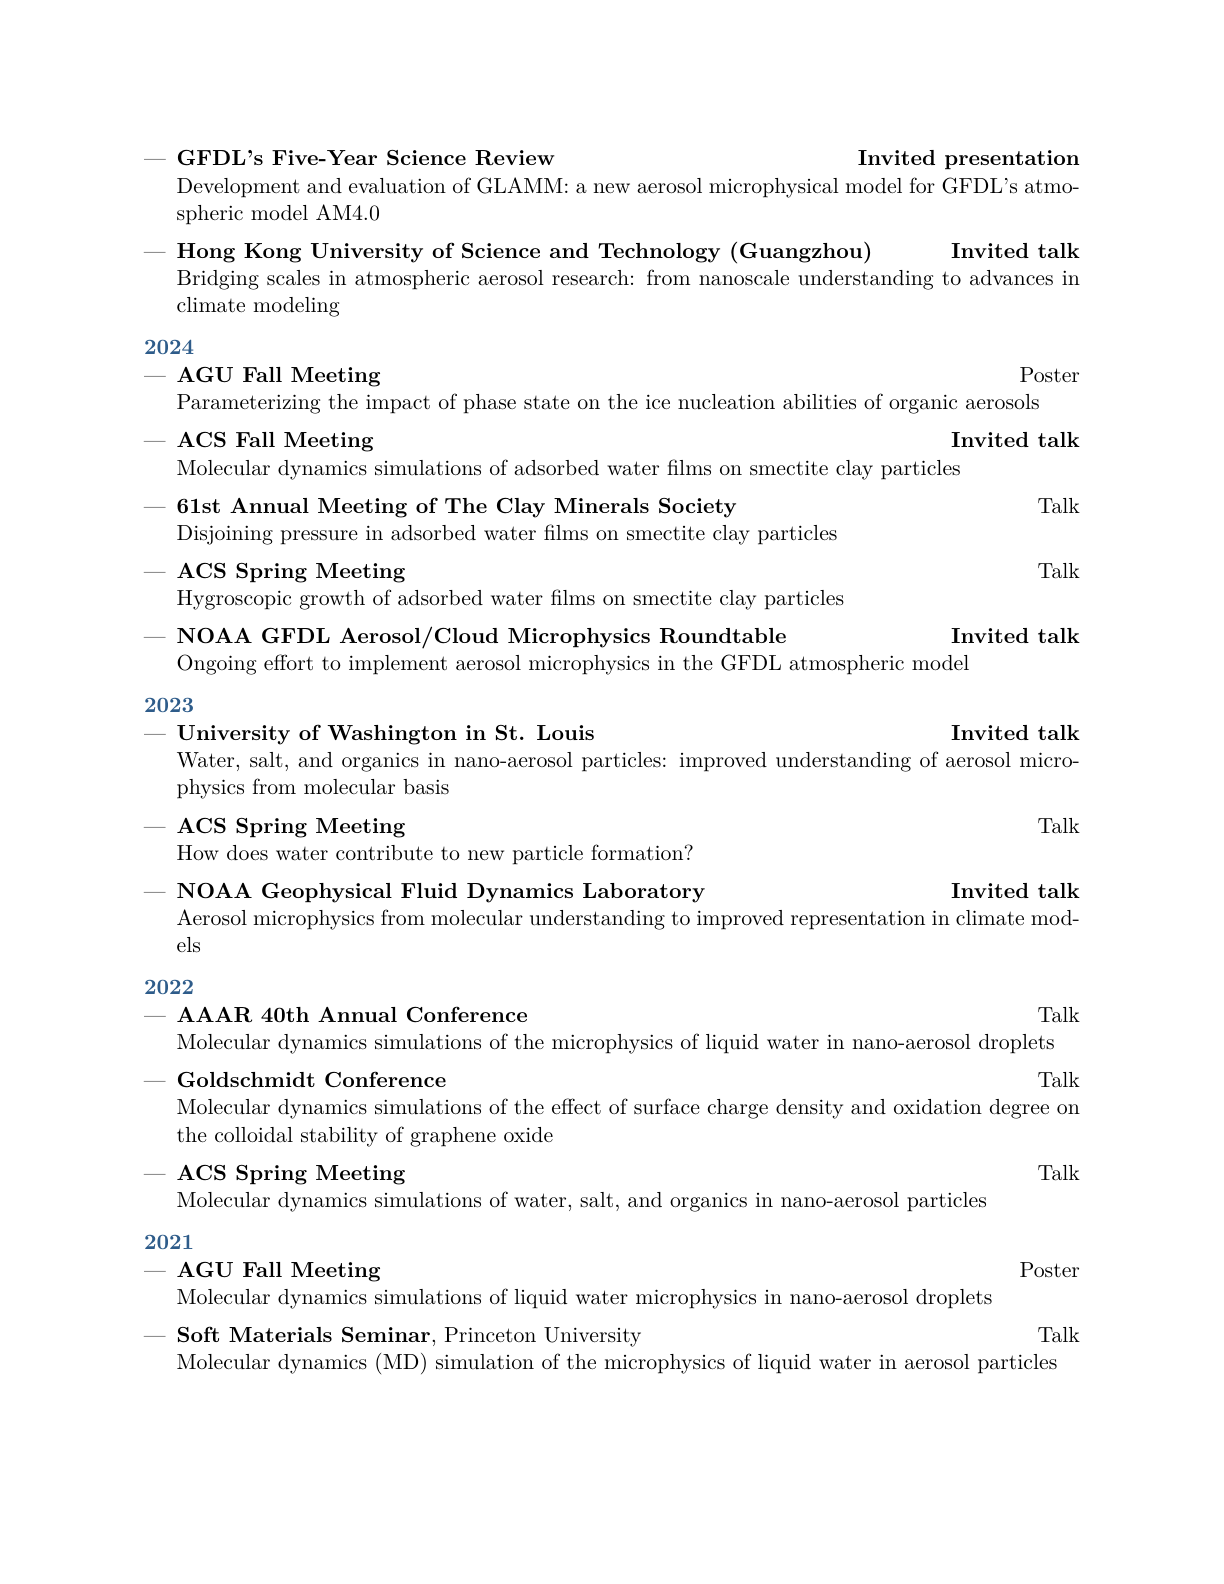 — GFDL's Five-Year Science Review Invited presentation
Development and evaluation of GLAMM: a new aerosol microphysical model for GFDL's atmo-
spheric model AM4.0
— Hong Kong University of Science and Technology (Guangzhou) Invited talk
Bridging scales in atmospheric aerosol research: from nanoscale understanding to advances in
climate modeling
2024
— AGU Fall Meeting Poster
Parameterizing the impact of phase state on the ice nucleation abilities of organic aerosols
— ACS Fall Meeting Invited talk
Molecular dynamics simulations of adsorbed water films on smectite clay particles
— 61st Annual Meeting of The Clay Minerals Society Talk
Disjoining pressure in adsorbed water films on smectite clay particles
— ACS Spring Meeting Talk
Hygroscopic growth of adsorbed water films on smectite clay particles
— NOAA GFDL Aerosol/Cloud Microphysics Roundtable Invited talk
Ongoing effort to implement aerosol microphysics in the GFDL atmospheric model
2023
— University of Washington in St. Louis Invited talk
Water, salt, and organics in nano-aerosol particles: improved understanding of aerosol micro-
physics from molecular basis
— ACS Spring Meeting Talk
How does water contribute to new particle formation?
— NOAA Geophysical Fluid Dynamics Laboratory Invited talk
Aerosol microphysics from molecular understanding to improved representation in climate mod-
els
2022
— AAAR 40th Annual Conference Talk
Molecular dynamics simulations of the microphysics of liquid water in nano-aerosol droplets
— Goldschmidt Conference Talk
Molecular dynamics simulations of the effect of surface charge density and oxidation degree on
the colloidal stability of graphene oxide
— ACS Spring Meeting Talk
Molecular dynamics simulations of water, salt, and organics in nano-aerosol particles
2021
— AGU Fall Meeting Poster
Molecular dynamics simulations of liquid water microphysics in nano-aerosol droplets
— Soft Materials Seminar, Princeton University Talk
Molecular dynamics (MD) simulation of the microphysics of liquid water in aerosol particles